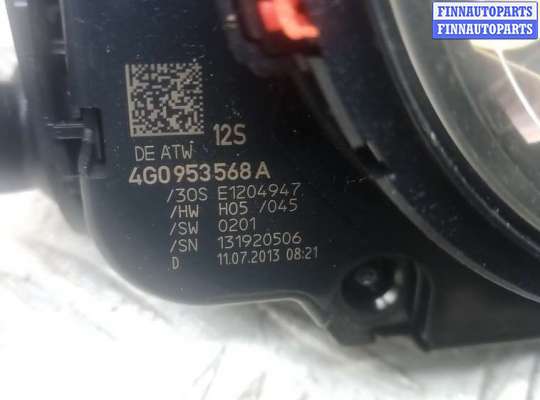 FINNAUTOPARTS
FINNAUTOPARTS
12S
DE ATW
4G0953568A
/30S E1204947
/HW H05 /045
/SW 0201
/SN 131920506
D 11.07.2013 08:21